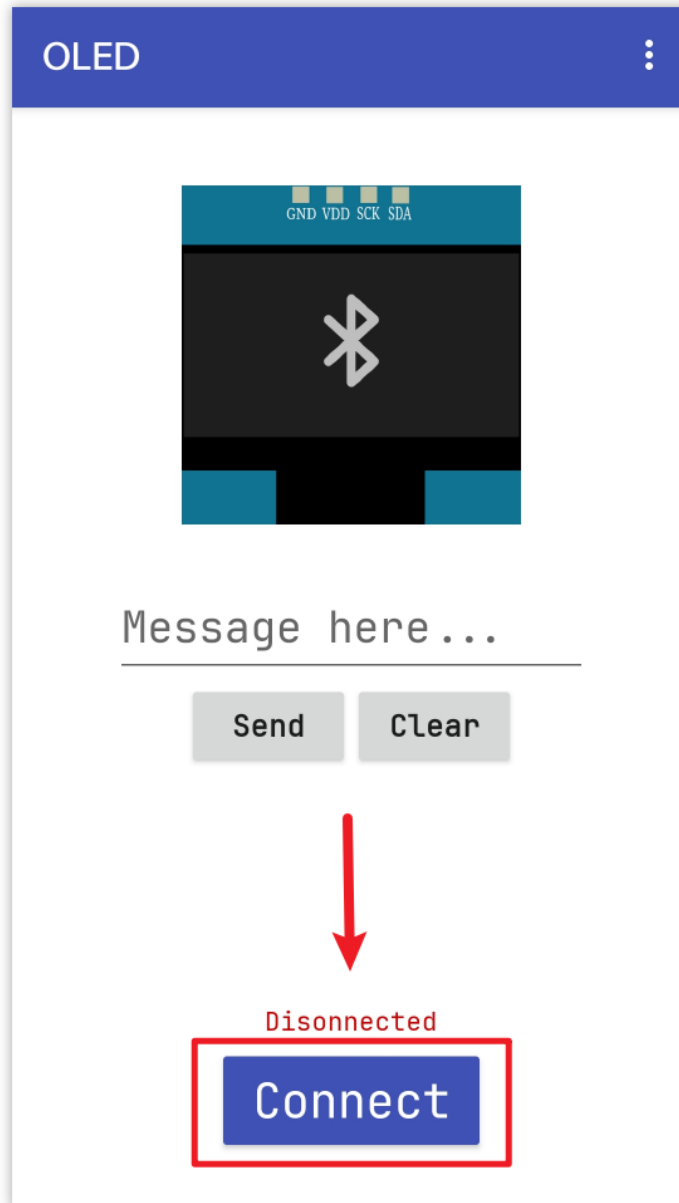 OLED
GND VDD SCK SDA
Message here...
Send Clear
Disonnected
Connect